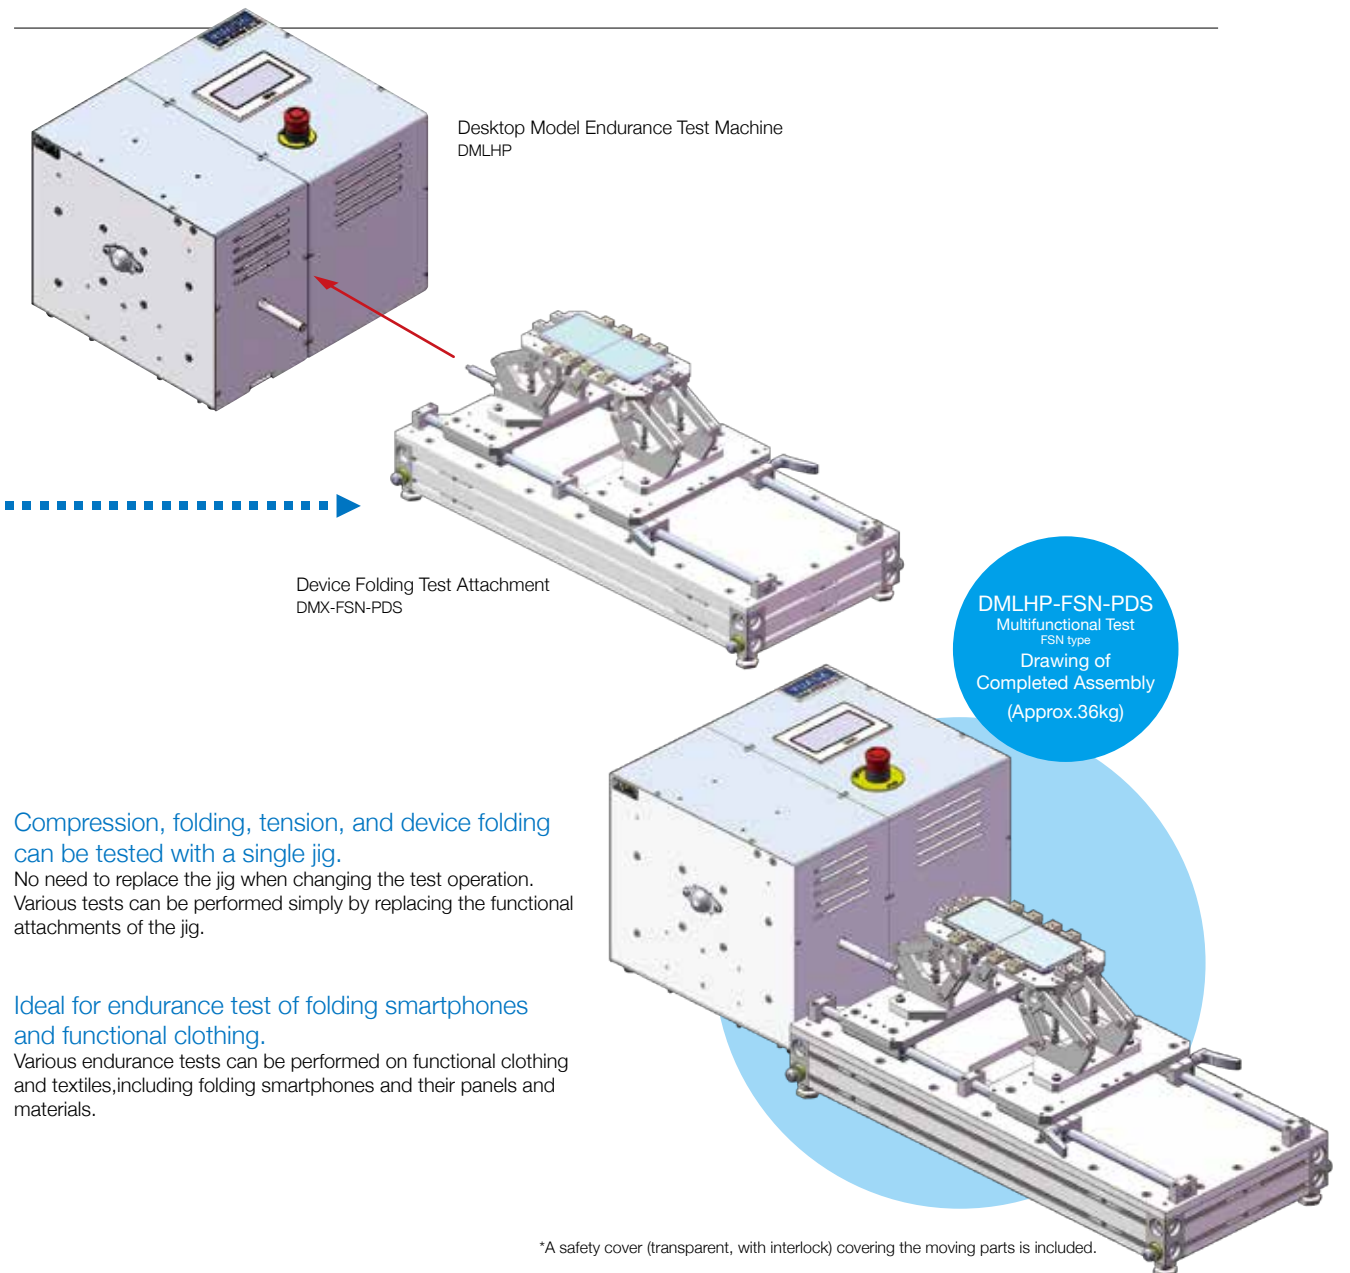 Desktop Model Endurance Test Machine
DMLHP
Device Folding Test Attachment
DMX-FSN-PDS
DMLHP-FSN-PDS
Multifunctional Test
FSN type
Drawing of
Completed Assembly
(Approx.36kg)
Compression, folding, tension, and device folding
can be tested with a single jig.
No need to replace the jig when changing the test operation.
Various tests can be performed simply by replacing the functional
attachments of the jig.
Ideal for endurance test of folding smartphones
and functional clothing.
Various endurance tests can be performed on functional clothing
and textiles,including folding smartphones and their panels and
materials.
*A safety cover (transparent, with interlock) covering the moving parts is included.